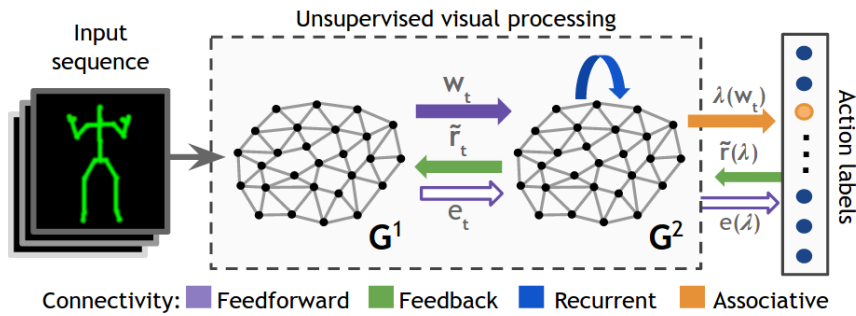 Unsupervised visual processing
Input
sequence
w_t
r̃_t
e_t
G¹
G²
λ(w_t)
r̃(λ)
e(λ)
Action labels
Connectivity: Feedforward Feedback Recurrent Associative